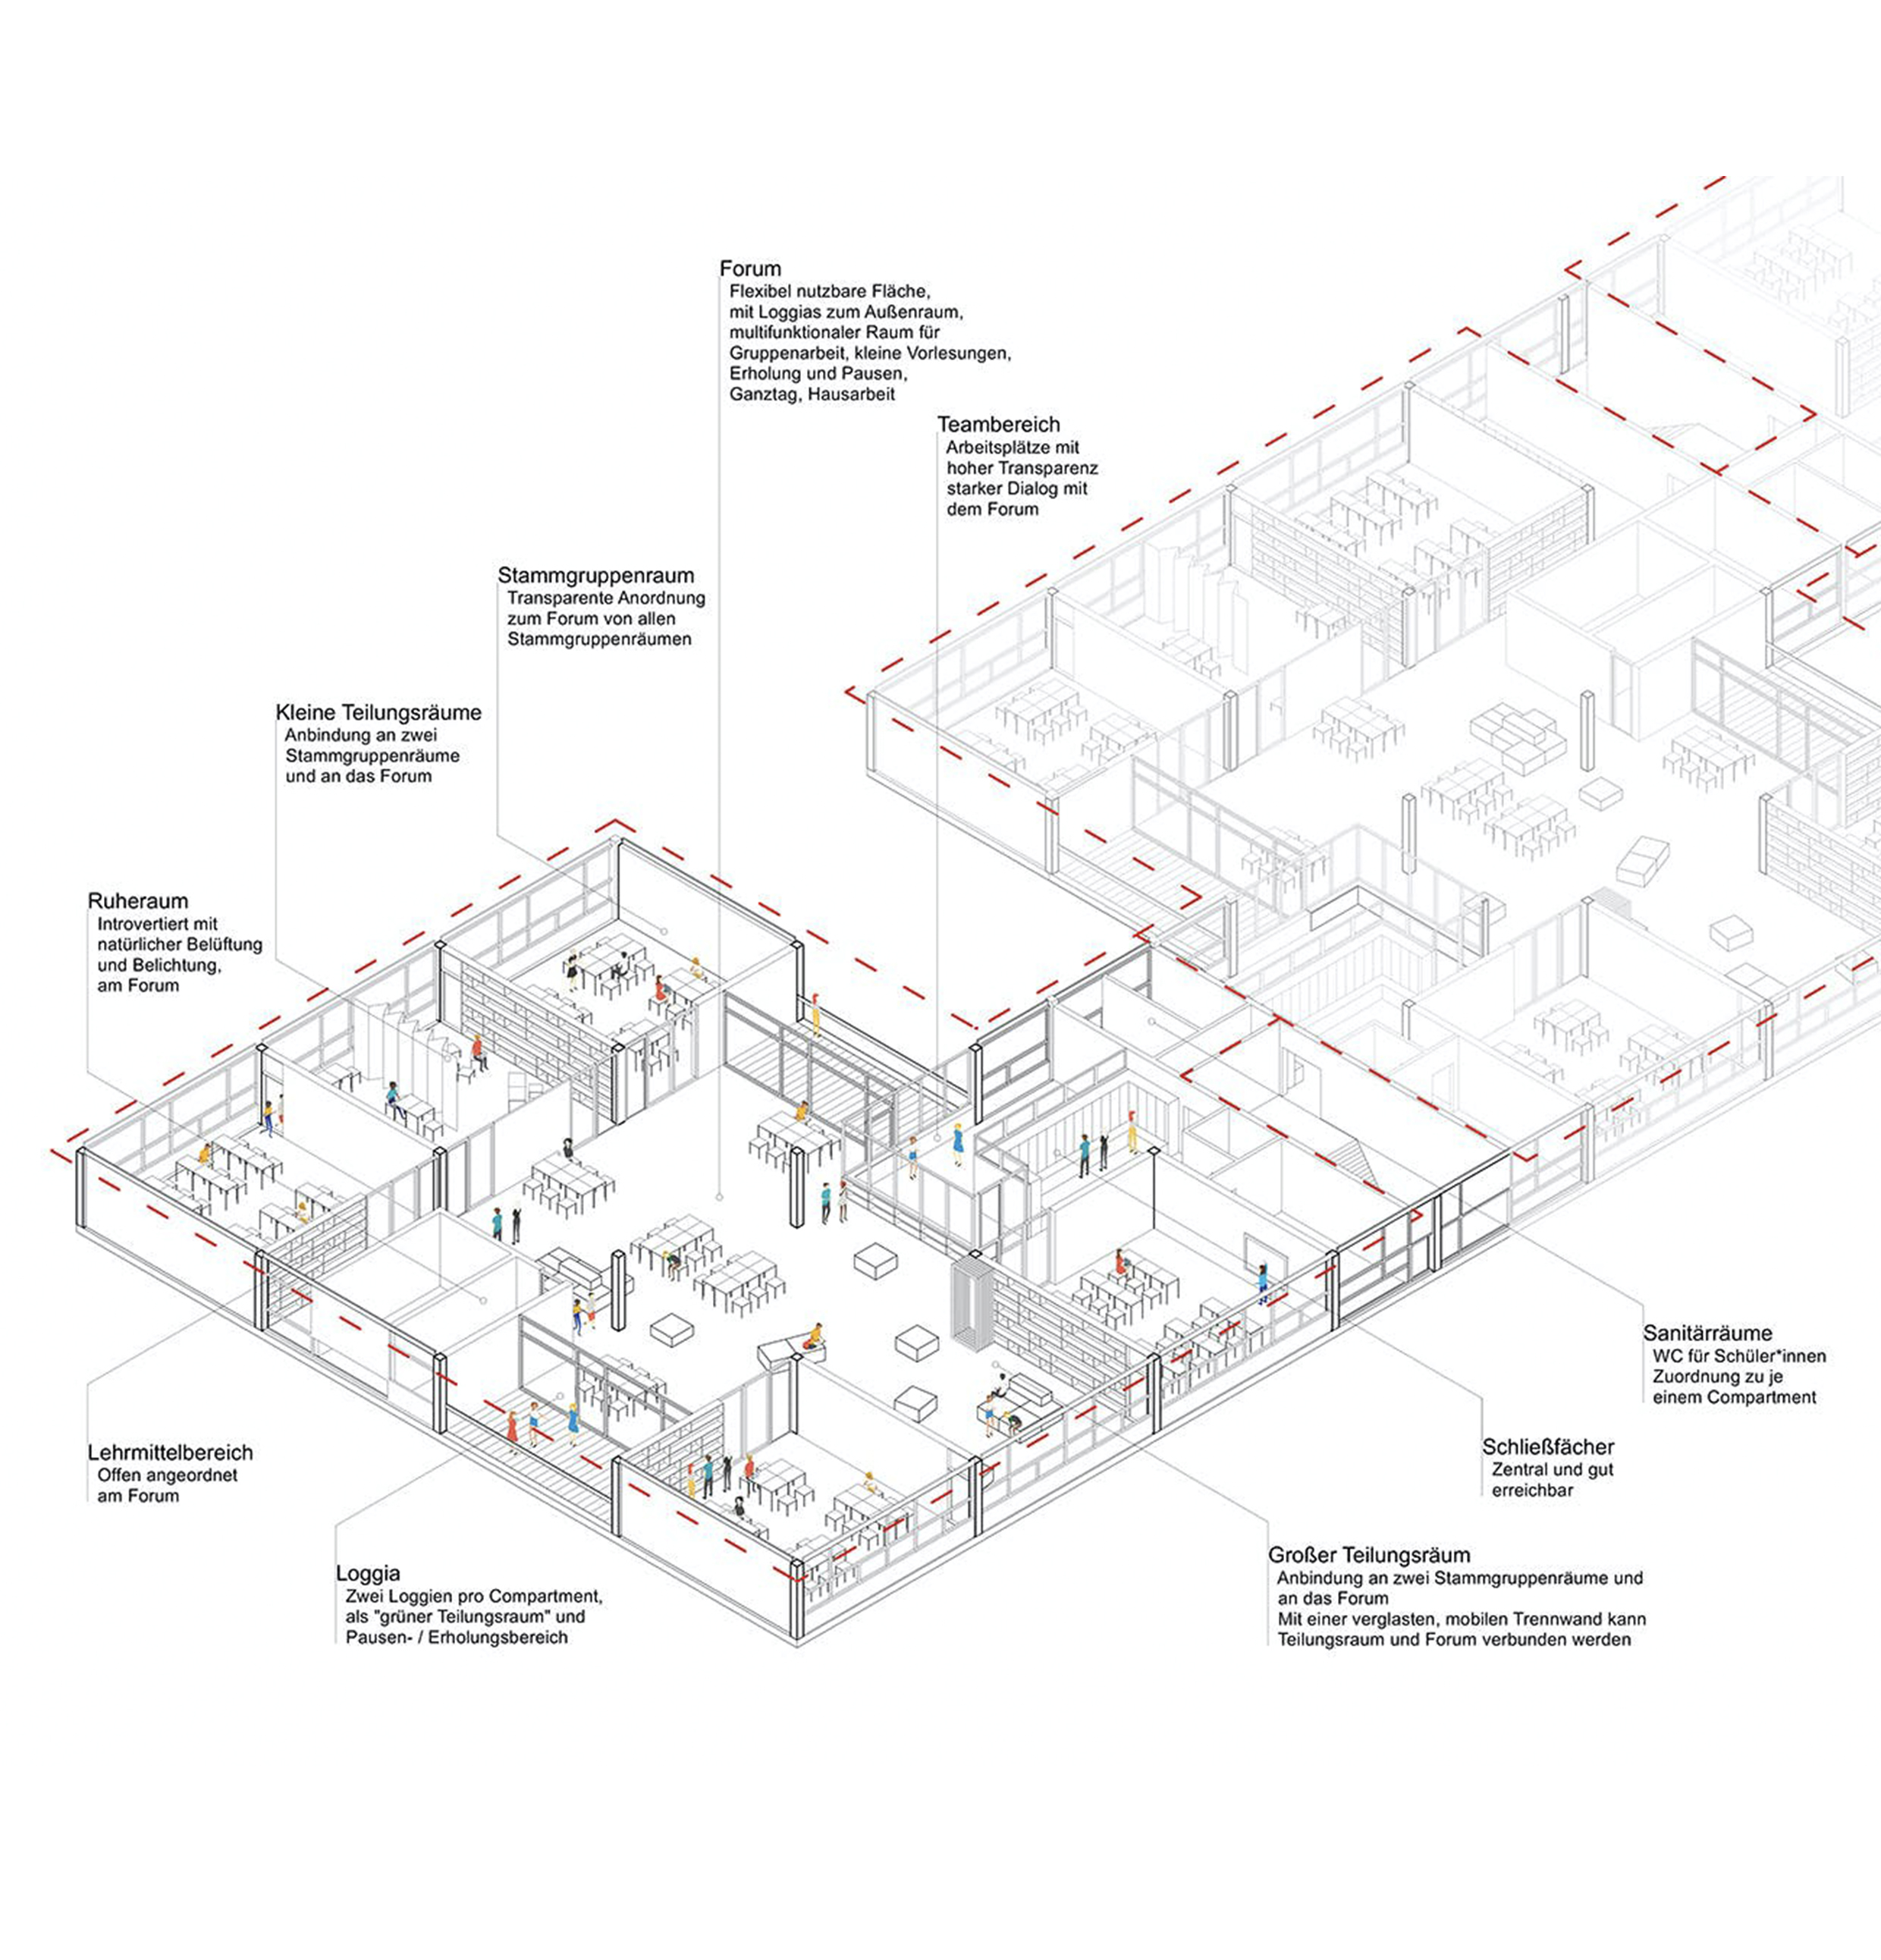 Forum
Flexibel nutzbare Fläche,
mit Loggias zum Außenraum,
multifunktionaler Raum für
Gruppenarbeit, kleine Vorlesungen,
Erholung und Pausen,
Ganztag, Hausarbeit
Teambereich
Arbeitsplätze mit
hoher Transparenz
starker Dialog mit
dem Forum
Stammgruppenraum
Transparente Anordnung
zum Forum von allen
Stammgruppenräumen
Kleine Teilungsräume
Anbindung an zwei
Stammgruppenräume
und an das Forum
Ruheraum
Introvertiert mit
natürlicher Belüftung
und Belichtung,
am Forum
Sanitärräume
WC für Schüler*innen
Zuordnung zu je
einem Compartment
Schließfächer
Zentral und gut
erreichbar
Lehrmittelbereich
Offen angeordnet
am Forum
Großer Teilungsräum
Anbindung an zwei Stammgruppenräume und
an das Forum
Mit einer verglasten, mobilen Trennwand kann
Teilungsraum und Forum verbunden werden
Loggia
Zwei Loggien pro Compartment,
als "grüner Teilungsraum" und
Pausen- / Erholungsbereich